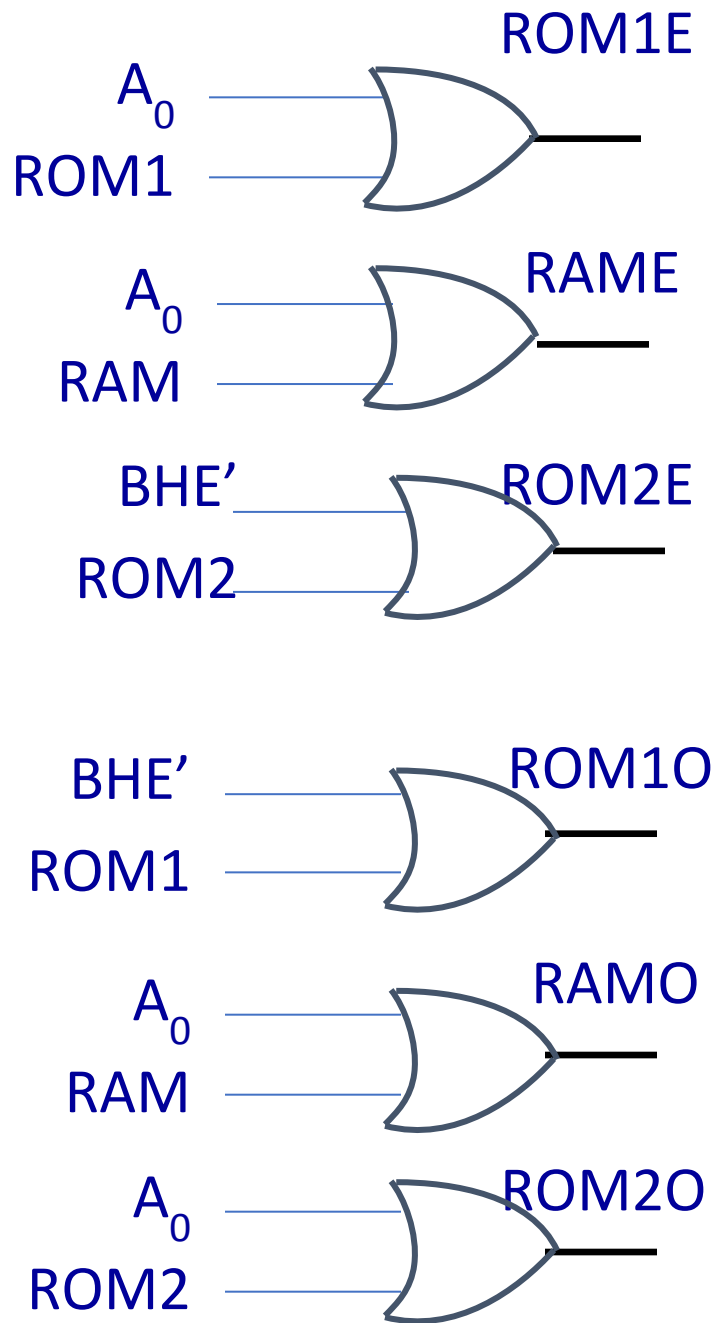 ROM1E
A₀
ROM1
RAME
A₀
RAM
ROM2E
BHE’
ROM2
ROM1O
BHE’
ROM1
RAMO
A₀
RAM
ROM2O
A₀
ROM2